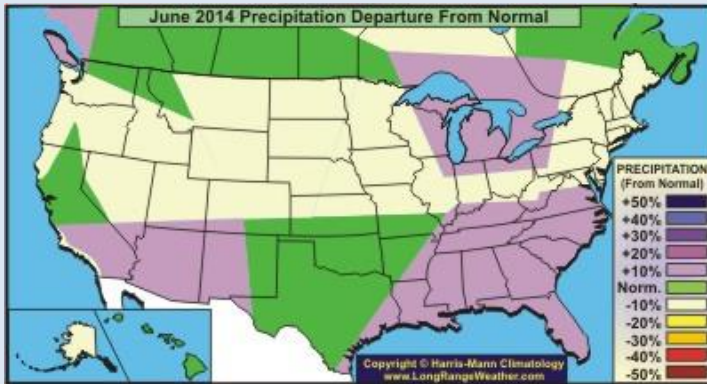 June 2014 Precipitation Departure From Normal
PRECIPITATION
(From Normal)
+50%
+40%
+30%
+20%
+10%
Norm.
-10%
-20%
-30%
-40%
-50%
Copyright © Harris-Mann Climatology
www.LongRangeWeather.com